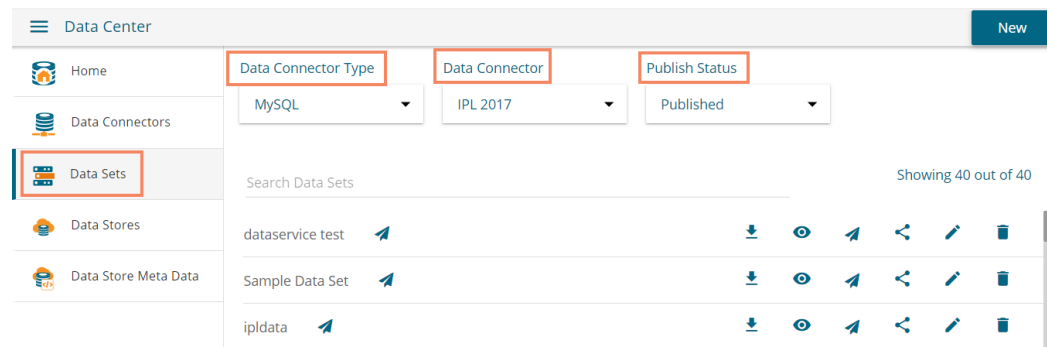 Data Center
New
Home
Data Connectors
Data Sets
Data Stores
Data Store Meta Data
Data Connector Type
Data Connector
Publish Status
MySQL
IPL 2017
Published
Search Data Sets
Showing 40 out of 40
dataservice test
Sample Data Set
ipldata